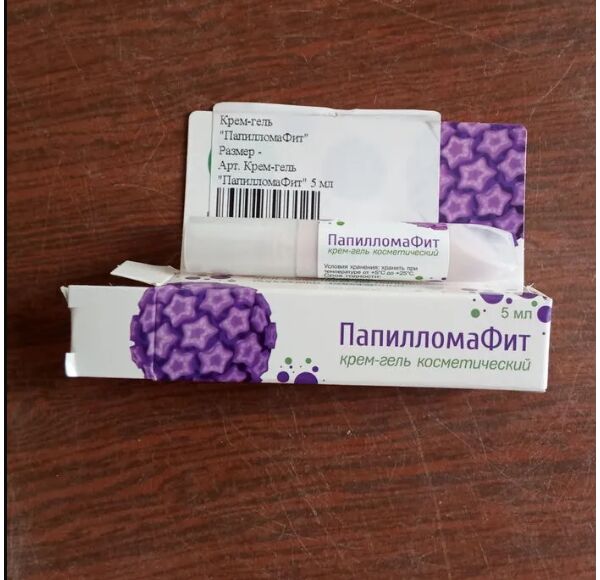 Крем-гель
"ПапилломаФит"
Размер -
Арт. Крем-гель
"ПапилломаФит" 5 мл
ПапилломаФит
крем-гель косметический
Условия хранения: хранить при
температуре от +5°C до +25°C.
5 мл
ПапилломаФит
крем-гель косметический